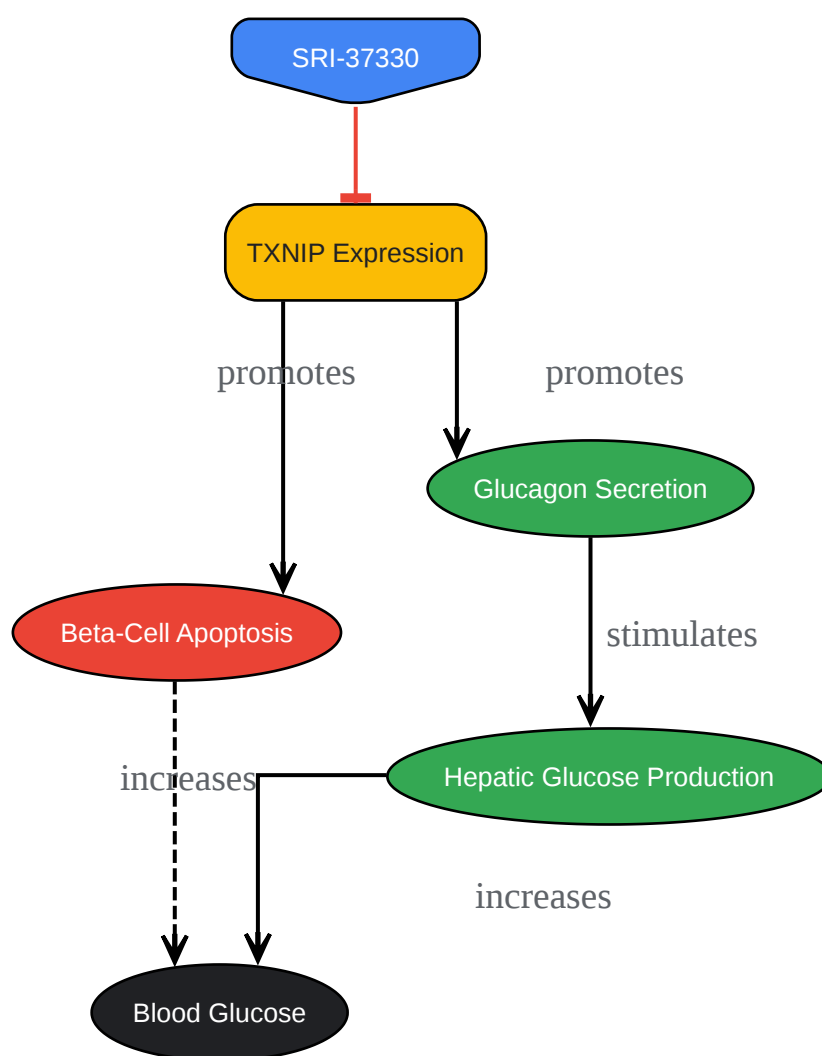 SRI-37330
TXNIP Expression
promotes
promotes
Glucagon Secretion
Beta-Cell Apoptosis
stimulates
increases
Hepatic Glucose Production
increases
Blood Glucose